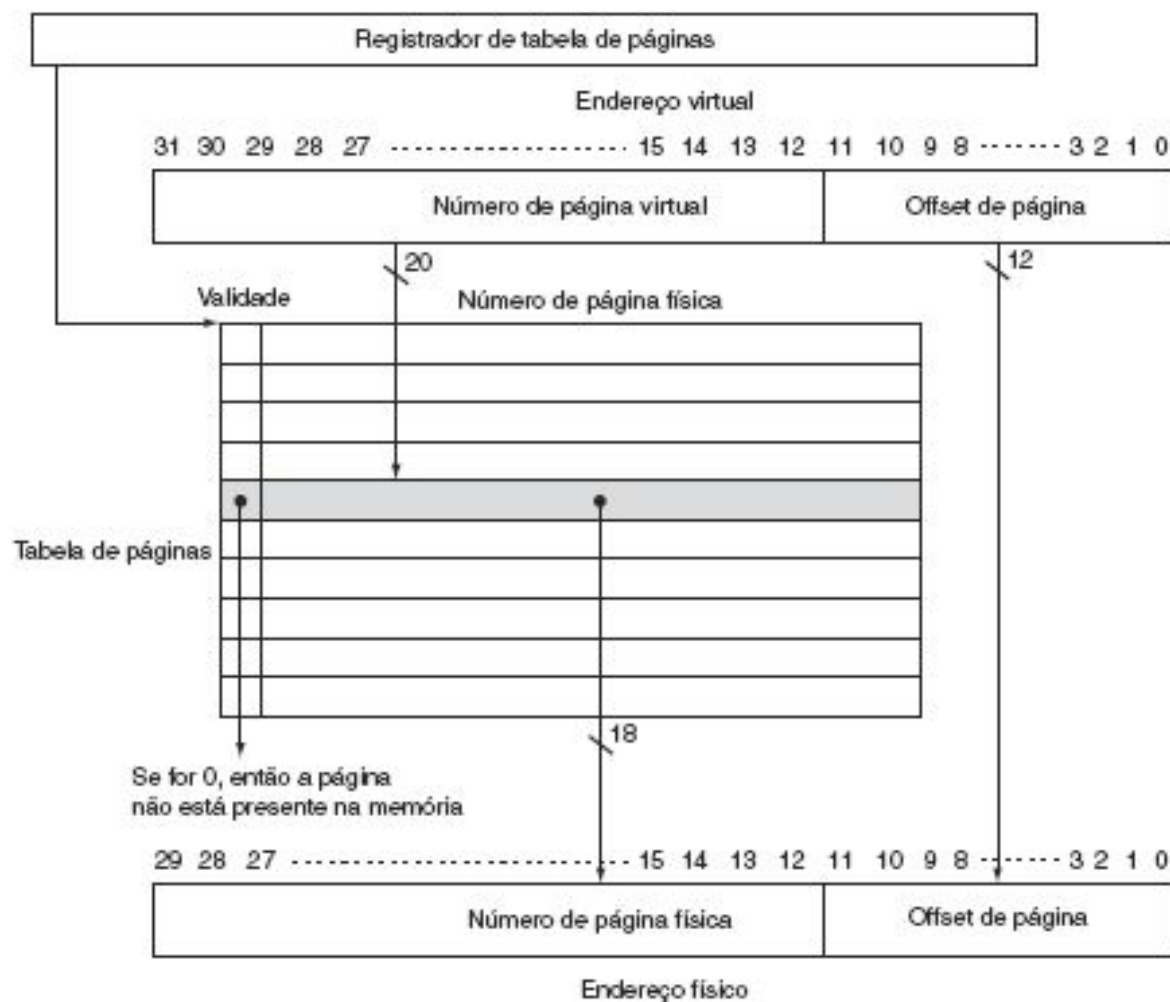 Registrador de tabela de páginas
Endereço virtual
31 30 29 28 27 ----------------------- 15 14 13 12 11 10 9 8 ------- 3 2 1 0
Número de página virtual Offset de página
20 12
Validade Número de página física
Tabela de páginas
18
Se for 0, então a página
não está presente na memória
29 28 27 ----------------------------- 15 14 13 12 11 10 9 8 ------- 3 2 1 0
Número de página física Offset de página
Endereço físico